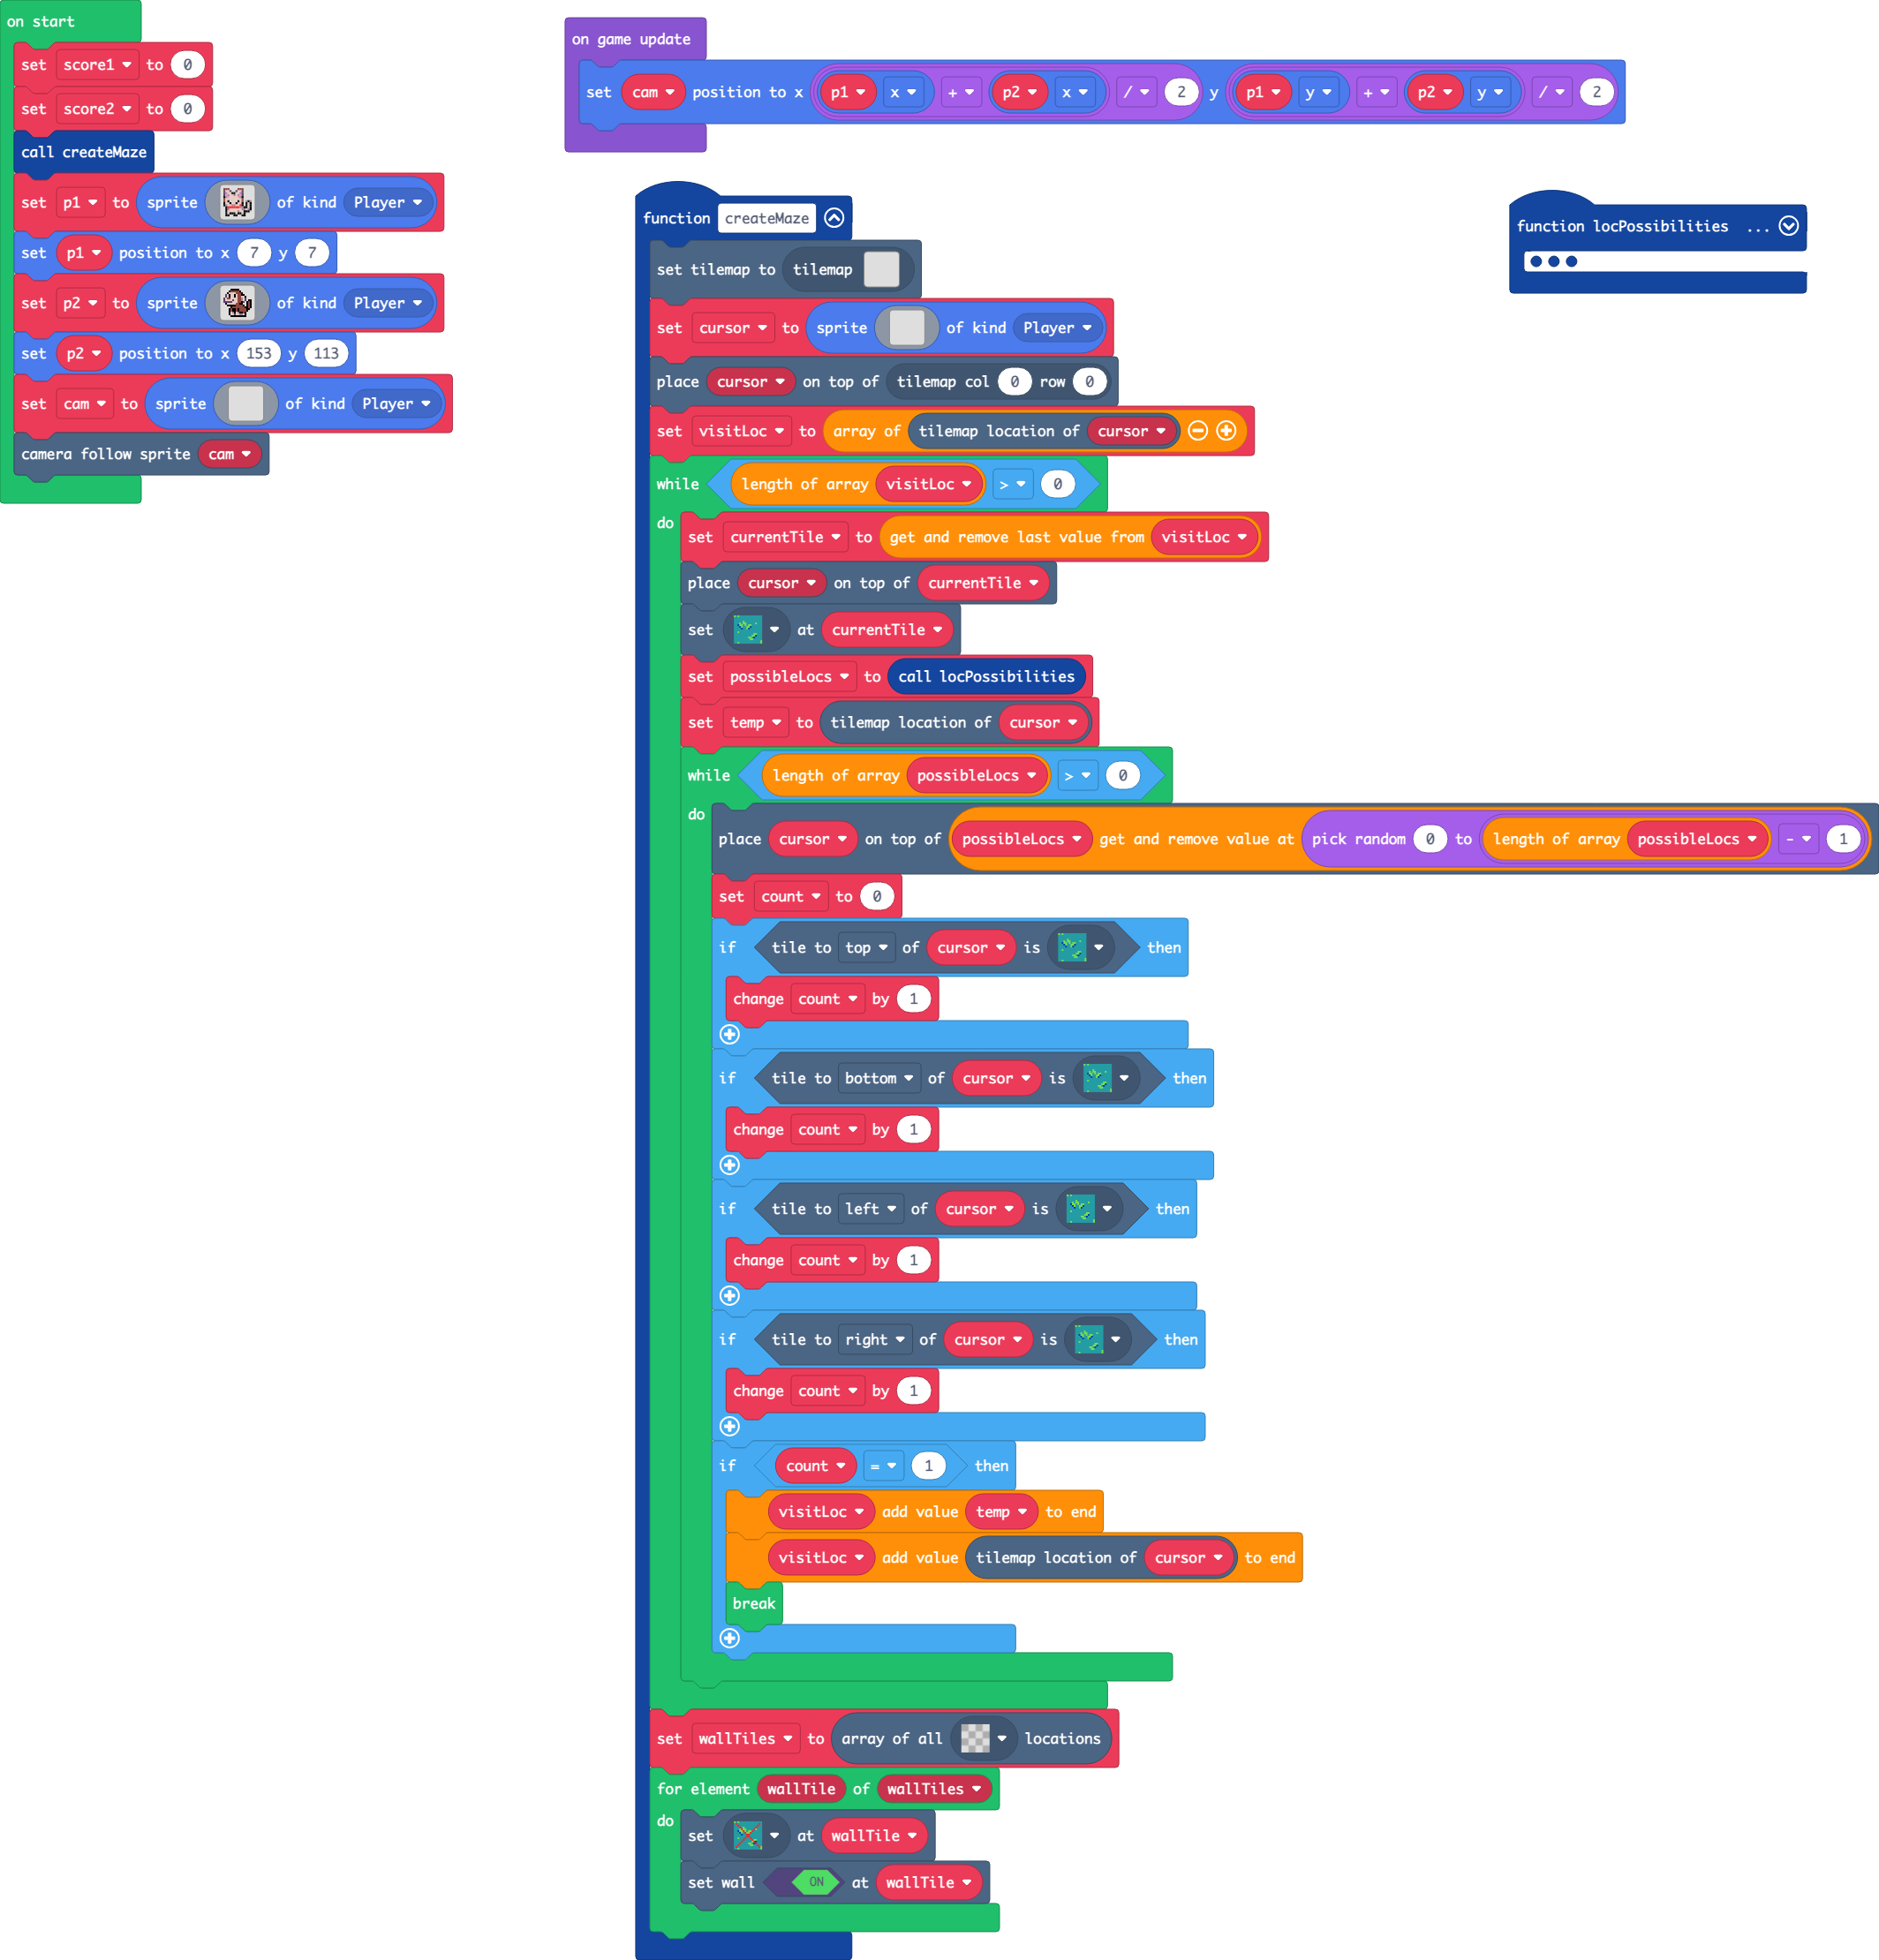 on start
set score1 to 0
set score2 to 0
call createMaze
set p1 to sprite of kind Player
set p1 position to x 7 y 7
set p2 to sprite of kind Player
set p2 position to x 153 y 113
set cam to sprite of kind Player
camera follow sprite cam
on game update
set cam position to x p1 x + p2 x / 2 y p1 y + p2 y / 2
function createMaze
set tilemap to tilemap
set cursor to sprite of kind Player
place cursor on top of tilemap col 0 row 0
set visitLoc to array of tilemap location of cursor
while length of array visitLoc > 0
do
set currentTile to get and remove last value from visitLoc
place cursor on top of currentTile
set at currentTile
set possibleLocs to call locPossibilities
set temp to tilemap location of cursor
while length of array possibleLocs > 0
do
place cursor on top of possibleLocs get and remove value at pick random 0 to length of array possibleLocs - 1
set count to 0
if tile to top of cursor is then
change count by 1
if tile to bottom of cursor is then
change count by 1
if tile to left of cursor is then
change count by 1
if tile to right of cursor is then
change count by 1
if count = 1 then
visitLoc add value temp to end
visitLoc add value tilemap location of cursor to end
break
set wallTiles to array of all locations
for element wallTile of wallTiles
do
set at wallTile
set wall ON at wallTile
function locPossibilities ...